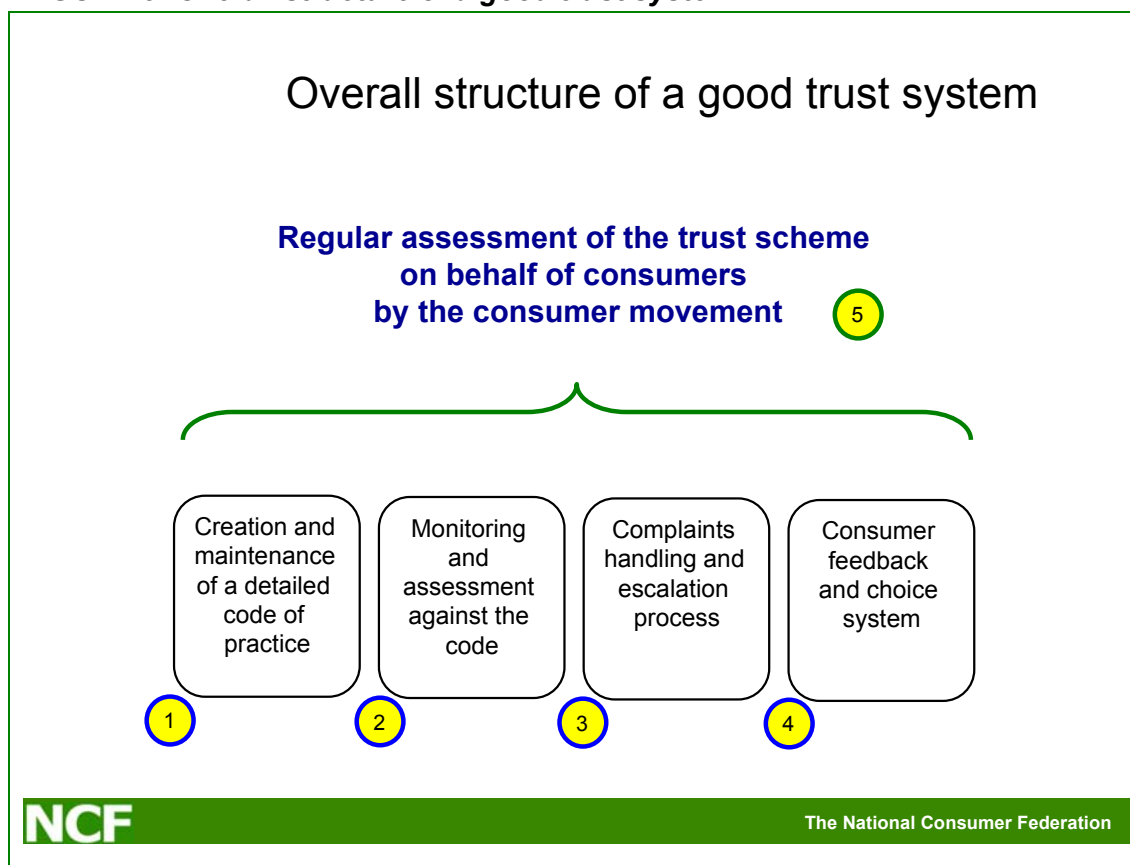 Overall structure of a good trust system
Regular assessment of the trust scheme
on behalf of consumers
by the consumer movement
5
Creation and
maintenance
of a detailed
code of
practice
1
Monitoring
and
assessment
against the
code
2
Complaints
handling and
escalation
process
3
Consumer
feedback
and choice
system
4
NCF
The National Consumer Federation